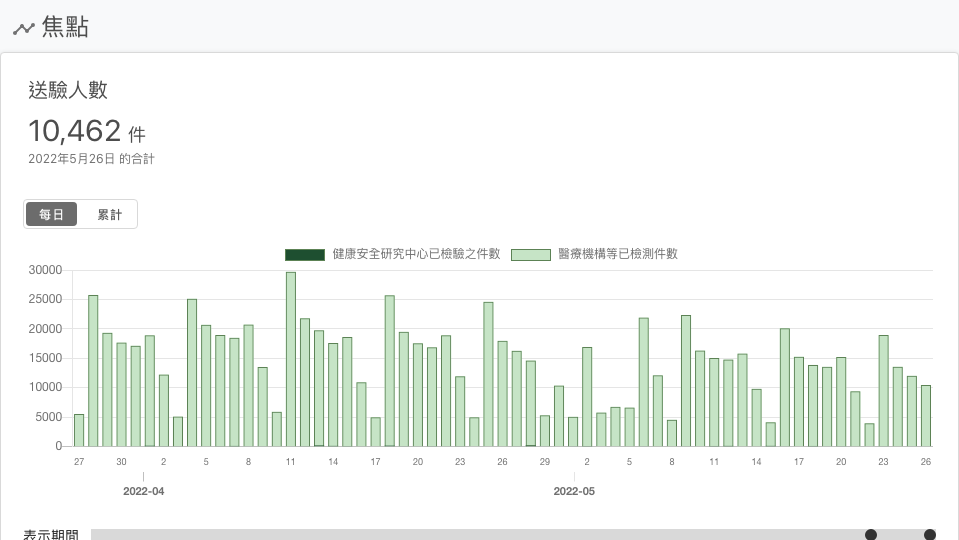 焦點
送驗人數
10,462 件
2022年5月26日 的合計
每日 累計
健康安全研究中心已檢驗之件數 醫療機構等已檢測件數
30000
25000
20000
15000
10000
5000
0
27 30 2 5 8 11 14 17 20 23 26 29 2 5 8 11 14 17 20 23 26
2022-04 2022-05
表示期間